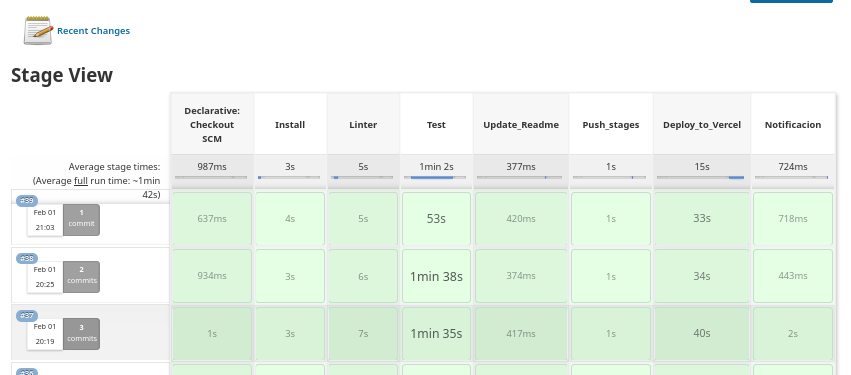 Recent Changes
Stage View
Declarative:
Checkout
SCM
Install
Linter
Test
Update_Readme
Push_stages
Deploy_to_Vercel
Notificacion
Average stage times:
(Average full run time: ~1min
42s)
987ms
3s
5s
1min 2s
377ms
1s
15s
724ms
#39
Feb 01
21:03
1
commit
637ms
4s
5s
53s
420ms
1s
33s
718ms
#38
Feb 01
20:25
2
commits
934ms
3s
6s
1min 38s
374ms
1s
34s
443ms
#37
Feb 01
20:19
3
commits
1s
3s
7s
1min 35s
417ms
1s
40s
2s